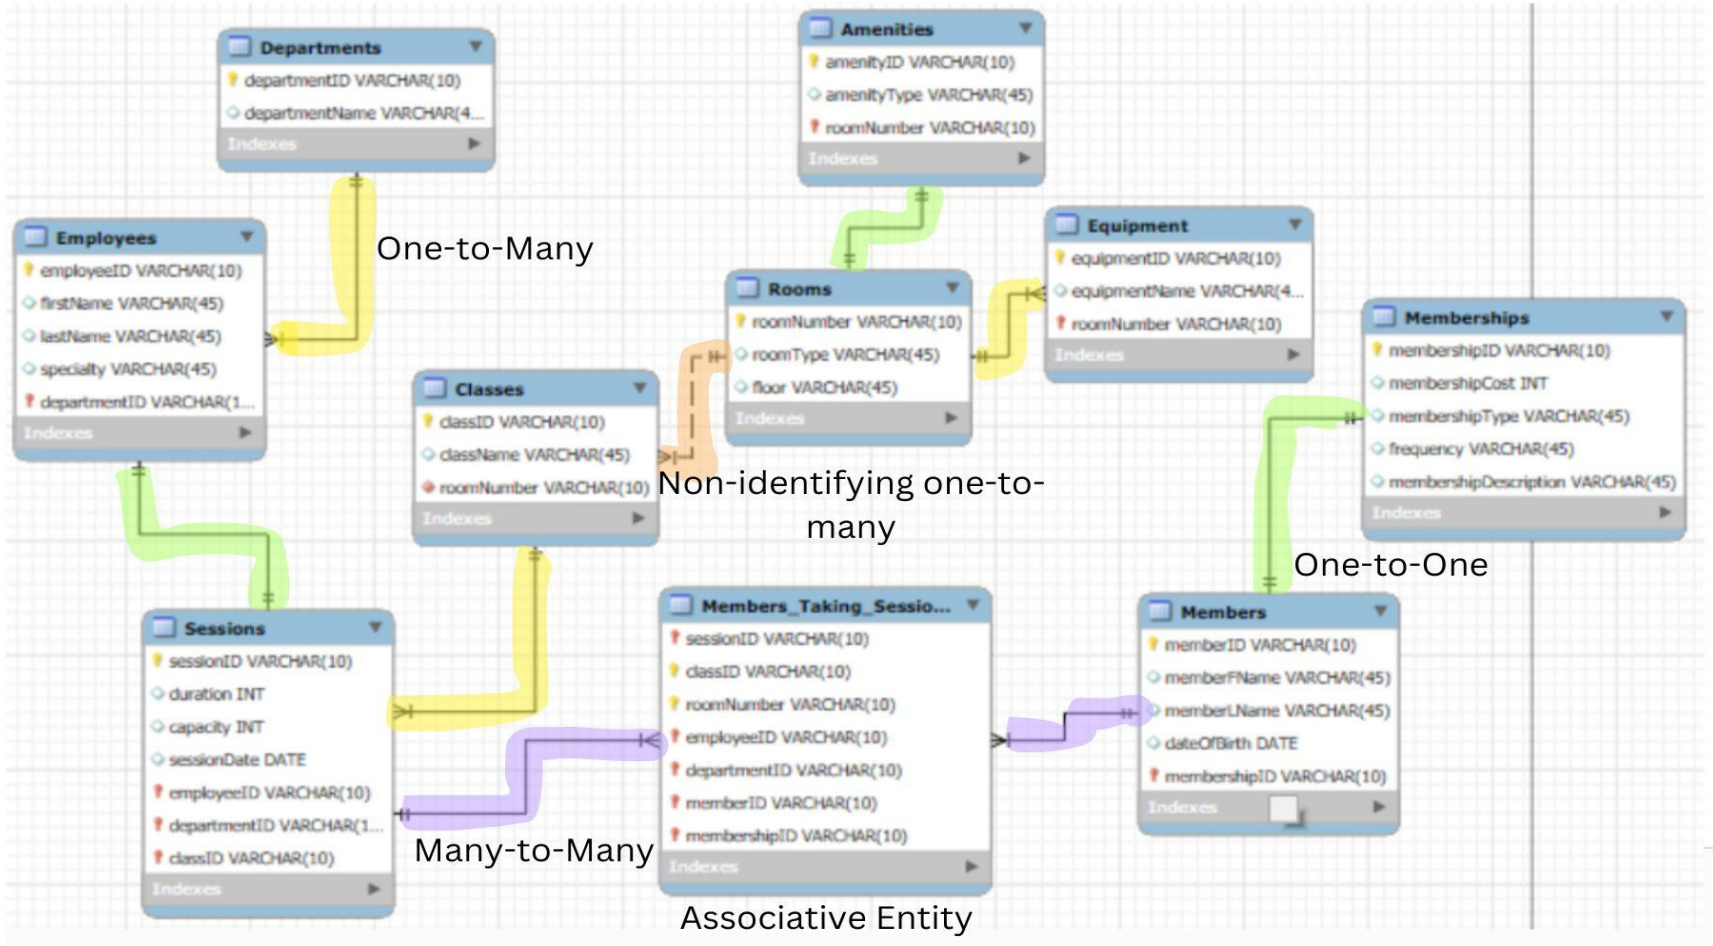 Departments
departmentID VARCHAR(10)
departmentName VARCHAR(4...
Indexes
Amenities
amenityID VARCHAR(10)
amenityType VARCHAR(45)
roomNumber VARCHAR(10)
Indexes
Employees
employeeID VARCHAR(10)
firstName VARCHAR(45)
lastName VARCHAR(45)
specialty VARCHAR(45)
departmentID VARCHAR(1...
Indexes
One-to-Many
Equipment
equipmentID VARCHAR(10)
equipmentName VARCHAR(4...
roomNumber VARCHAR(10)
Indexes
Rooms
roomNumber VARCHAR(10)
roomType VARCHAR(45)
floor VARCHAR(45)
Indexes
Memberships
membershipID VARCHAR(10)
membershipCost INT
membershipType VARCHAR(45)
frequency VARCHAR(45)
membershipDescription VARCHAR(45)
Indexes
Classes
classID VARCHAR(10)
className VARCHAR(45)
roomNumber VARCHAR(10)
Indexes
Non-identifying one-to-
many
One-to-One
Sessions
sessionID VARCHAR(10)
duration INT
capacity INT
sessionDate DATE
employeeID VARCHAR(10)
departmentID VARCHAR(1...
classID VARCHAR(10)
Indexes
Members_Taking_Sessio...
sessionID VARCHAR(10)
classID VARCHAR(10)
roomNumber VARCHAR(10)
employeeID VARCHAR(10)
departmentID VARCHAR(10)
memberID VARCHAR(10)
membershipID VARCHAR(10)
Indexes
Members
memberID VARCHAR(10)
memberFName VARCHAR(45)
memberLName VARCHAR(45)
dateOfBirth DATE
membershipID VARCHAR(10)
Indexes
Many-to-Many
Associative Entity